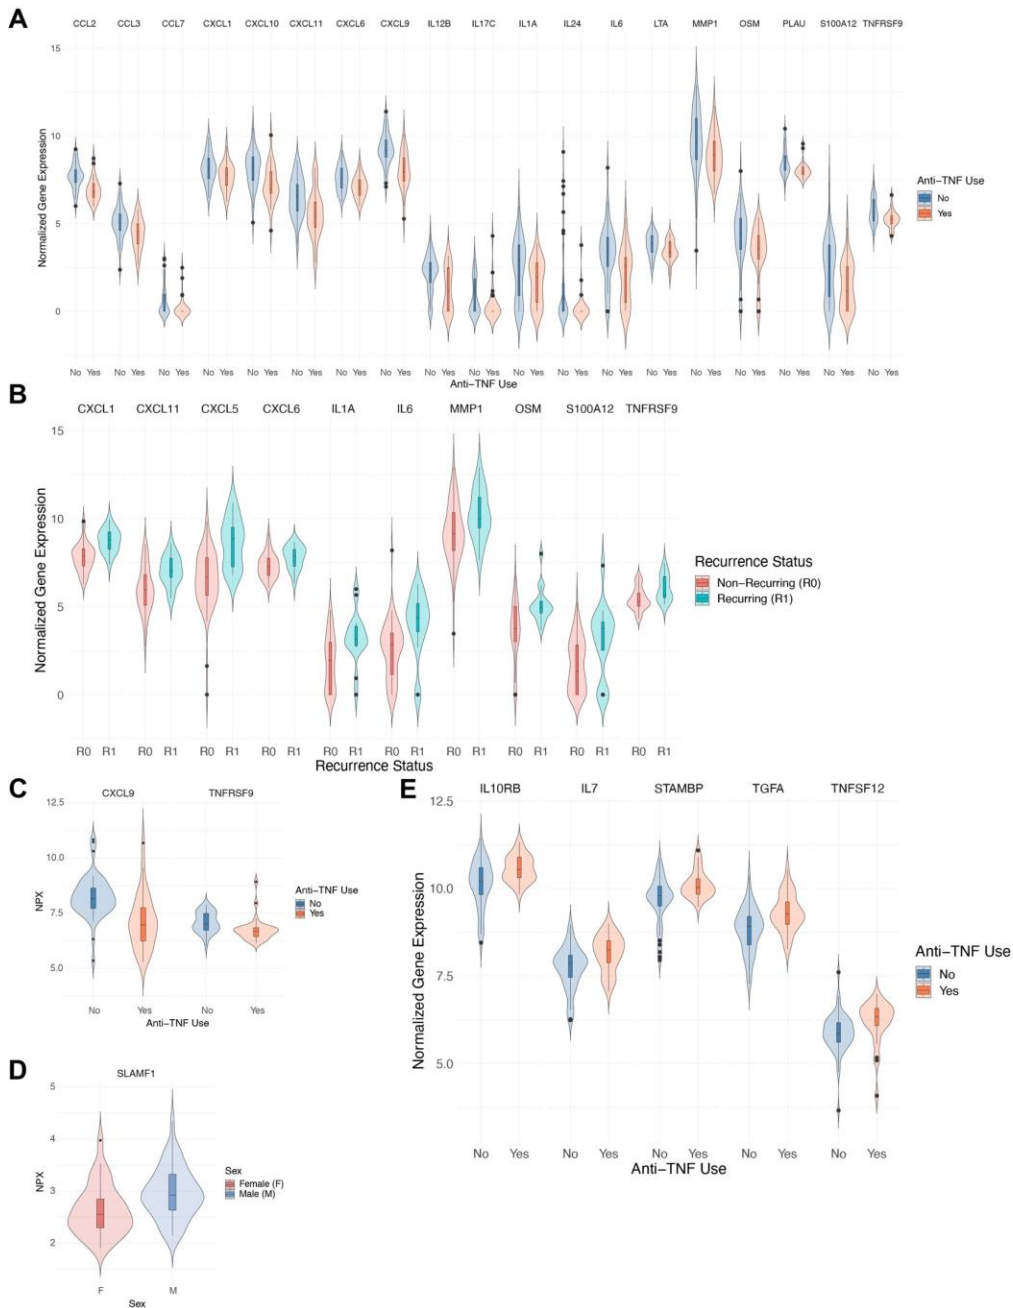 A
CCL2 CCL3 CCL7 CXCL1 CXCL10 CXCL11 CXCL6 CXCL9 IL12B IL17C IL1A IL24 IL6 LTA MMP1 OSM PLAU S100A12 TNFRSF9
15
10
5
0
Normalized Gene Expression
Anti-TNF Use
No
Yes
No Yes No Yes No Yes No Yes No Yes No Yes No Yes No Yes No Yes No Yes No Yes No Yes No Yes No Yes No Yes No Yes No Yes No Yes No Yes
Anti-TNF Use
B
CXCL1 CXCL11 CXCL5 CXCL6 IL1A IL6 MMP1 OSM S100A12 TNFRSF9
15
10
5
0
Normalized Gene Expression
Recurrence Status
Non-Recurring (R0)
Recurring (R1)
R0 R1 R0 R1 R0 R1 R0 R1 R0 R1 R0 R1 R0 R1 R0 R1 R0 R1 R0 R1
Recurrence Status
C
CXCL9 TNFRSF9
12.5
10.0
7.5
5.0
NPX
Anti-TNF Use
No
Yes
No Yes No Yes
Anti-TNF Use
D
SLAMF1
5
4
3
2
NPX
Sex
Female (F)
Male (M)
F M
Sex
E
IL10RB IL7 STAMBP TGFA TNFSF12
12.5
10.0
7.5
5.0
Normalized Gene Expression
Anti-TNF Use
No
Yes
No Yes No Yes No Yes No Yes No Yes
Anti-TNF Use